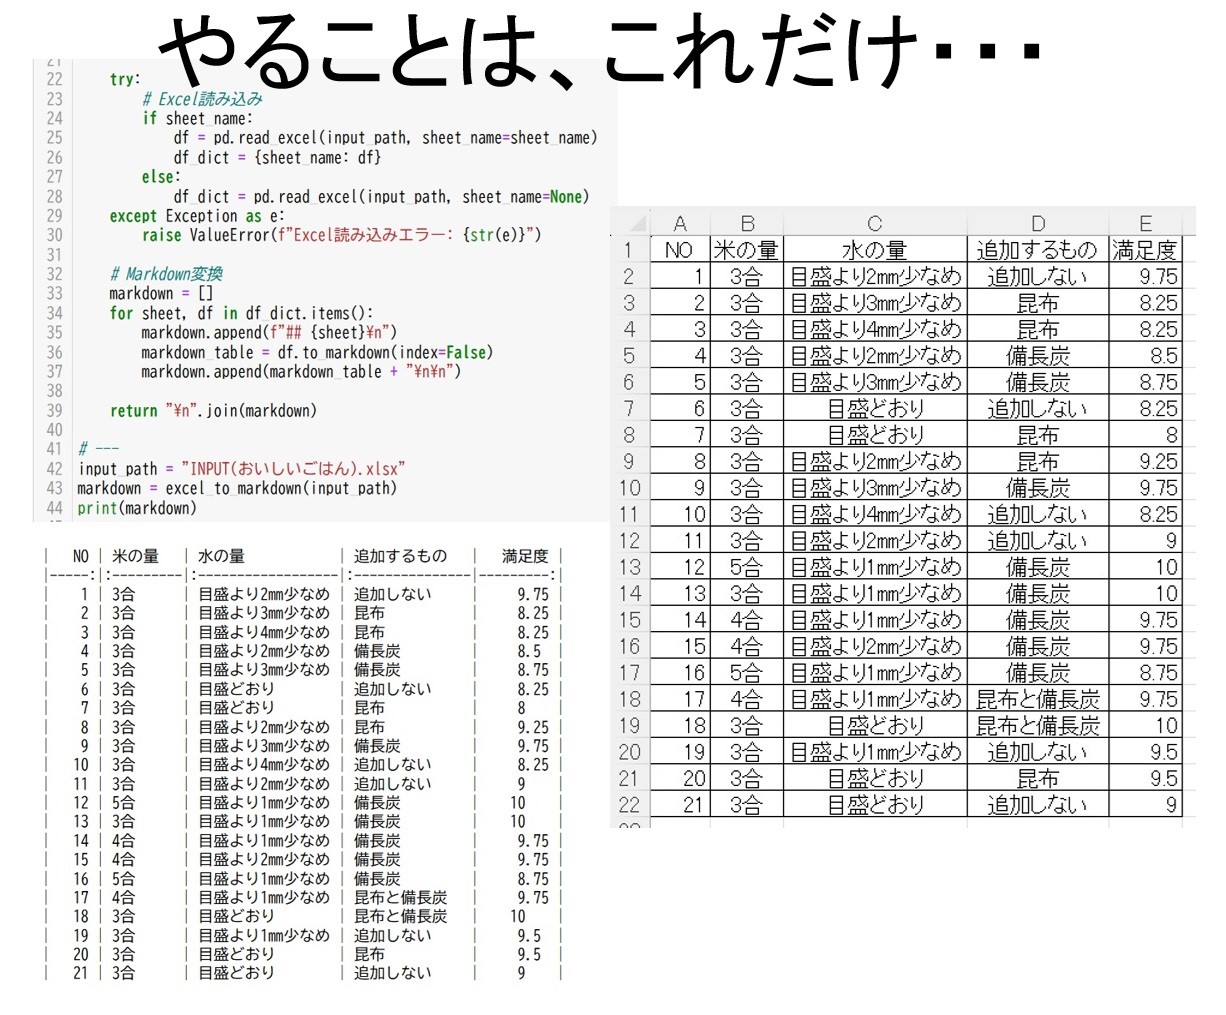 やることは、これだけ・・・
21
22 try:
23 # Excel読み込み
24 if sheet_name:
25 df = pd.read_excel(input_path, sheet_name=sheet_name)
26 df_dict = {sheet_name: df}
27 else:
28 df_dict = pd.read_excel(input_path, sheet_name=None)
29 except Exception as e:
30 raise ValueError(f"Excel読み込みエラー: {str(e)}")
31
32 # Markdown変換
33 markdown = []
34 for sheet, df in df_dict.items():
35 markdown.append(f"## {sheet}¥n")
36 markdown_table = df.to_markdown(index=False)
37 markdown.append(markdown_table + "¥n¥n")
38
39 return "¥n".join(markdown)
40
41 # ---
42 input_path = "INPUT(おいしいごはん).xlsx"
43 markdown = excel_to_markdown(input_path)
44 print(markdown)
| NO | 米の量 | 水の量 | 追加するもの | 満足度 |
|-----:|:---------|:------------------|:---------------|---------:|
| 1 | 3合 | 目盛より2mm少なめ | 追加しない | 9.75 |
| 2 | 3合 | 目盛より3mm少なめ | 昆布 | 8.25 |
| 3 | 3合 | 目盛より4mm少なめ | 昆布 | 8.25 |
| 4 | 3合 | 目盛より2mm少なめ | 備長炭 | 8.5 |
| 5 | 3合 | 目盛より3mm少なめ | 備長炭 | 8.75 |
| 6 | 3合 | 目盛どおり | 追加しない | 8.25 |
| 7 | 3合 | 目盛どおり | 昆布 | 8 |
| 8 | 3合 | 目盛より2mm少なめ | 昆布 | 9.25 |
| 9 | 3合 | 目盛より3mm少なめ | 備長炭 | 9.75 |
| 10 | 3合 | 目盛より4mm少なめ | 追加しない | 8.25 |
| 11 | 3合 | 目盛より2mm少なめ | 追加しない | 9 |
| 12 | 5合 | 目盛より1mm少なめ | 備長炭 | 10 |
| 13 | 3合 | 目盛より1mm少なめ | 備長炭 | 10 |
| 14 | 4合 | 目盛より1mm少なめ | 備長炭 | 9.75 |
| 15 | 4合 | 目盛より2mm少なめ | 備長炭 | 9.75 |
| 16 | 5合 | 目盛より1mm少なめ | 備長炭 | 8.75 |
| 17 | 4合 | 目盛より1mm少なめ | 昆布と備長炭 | 9.75 |
| 18 | 3合 | 目盛どおり | 昆布と備長炭 | 10 |
| 19 | 3合 | 目盛より1mm少なめ | 追加しない | 9.5 |
| 20 | 3合 | 目盛どおり | 昆布 | 9.5 |
| 21 | 3合 | 目盛どおり | 追加しない | 9 |
A B C D E
1 NO 米の量 水の量 追加するもの 満足度
2 1 3合 目盛より2mm少なめ 追加しない 9.75
3 2 3合 目盛より3mm少なめ 昆布 8.25
4 3 3合 目盛より4mm少なめ 昆布 8.25
5 4 3合 目盛より2mm少なめ 備長炭 8.5
6 5 3合 目盛より3mm少なめ 備長炭 8.75
7 6 3合 目盛どおり 追加しない 8.25
8 7 3合 目盛どおり 昆布 8
9 8 3合 目盛より2mm少なめ 昆布 9.25
10 9 3合 目盛より3mm少なめ 備長炭 9.75
11 10 3合 目盛より4mm少なめ 追加しない 8.25
12 11 3合 目盛より2mm少なめ 追加しない 9
13 12 5合 目盛より1mm少なめ 備長炭 10
14 13 3合 目盛より1mm少なめ 備長炭 10
15 14 4合 目盛より1mm少なめ 備長炭 9.75
16 15 4合 目盛より2mm少なめ 備長炭 9.75
17 16 5合 目盛より1mm少なめ 備長炭 8.75
18 17 4合 目盛より1mm少なめ 昆布と備長炭 9.75
19 18 3合 目盛どおり 昆布と備長炭 10
20 19 3合 目盛より1mm少なめ 追加しない 9.5
21 20 3合 目盛どおり 昆布 9.5
22 21 3合 目盛どおり 追加しない 9